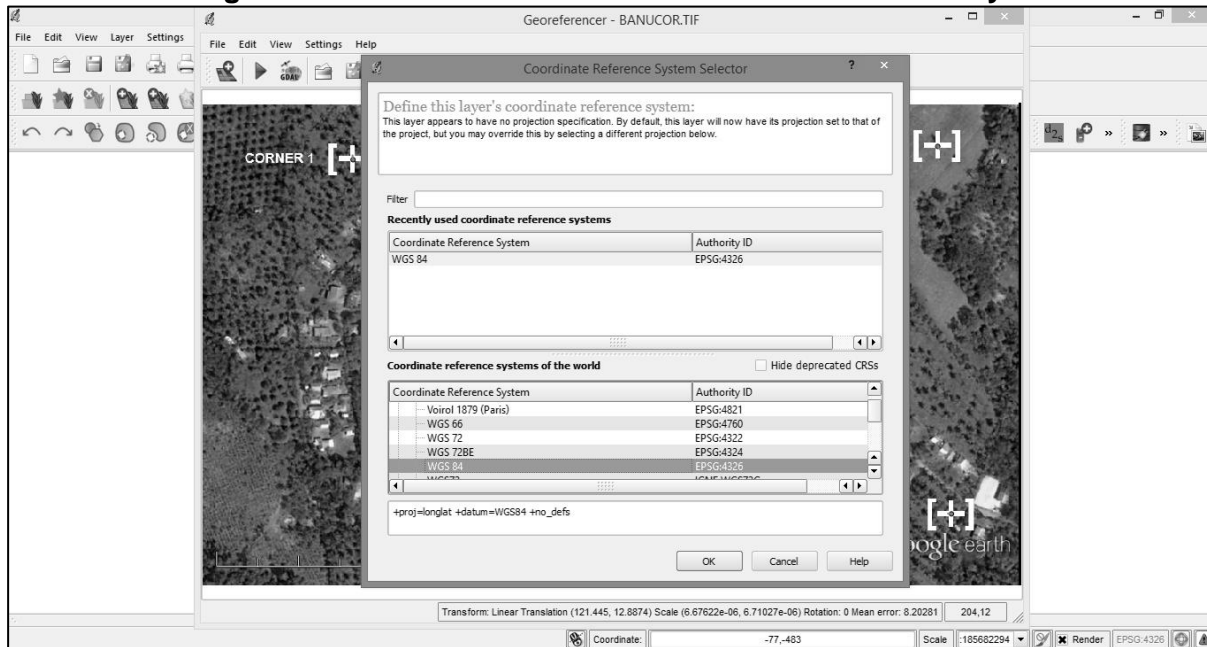 Georeferencer - BANUCOR.TIF
File Edit View Layer Settings
File Edit View Settings Help
GDAL
Coordinate Reference System Selector
?
Define this layer's coordinate reference system:
This layer appears to have no projection specification. By default, this layer will now have its projection set to that of
the project, but you may override this by selecting a different projection below.
CORNER 1
Filter
Recently used coordinate reference systems
Coordinate Reference System Authority ID
WGS 84 EPSG:4326
Coordinate reference systems of the world
Hide deprecated CRSs
Coordinate Reference System Authority ID
Voirol 1879 (Paris) EPSG:4821
WGS 66 EPSG:4760
WGS 72 EPSG:4322
WGS 72BE EPSG:4324
WGS 84 EPSG:4326
+proj=longlat +datum=WGS84 +no_defs
OK Cancel Help
oogle earth
Transform: Linear Translation (121.445, 12.8874) Scale (6.67622e-06, 6.71027e-06) Rotation: 0 Mean error: 8.20281
204,12
Coordinate: -77,-483 Scale :185682294 Render EPSG:4326